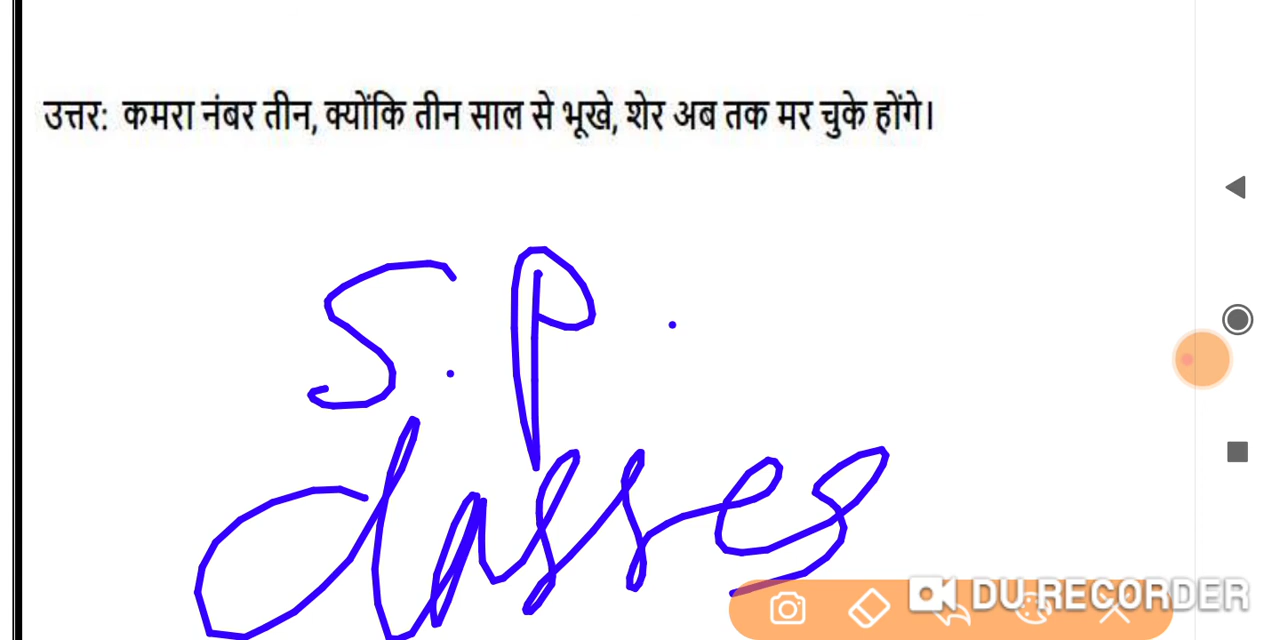 उत्तर: कमरा नंबर तीन, क्योंकि तीन साल से भूखे, शेर अब तक मर चुके होंगे।
S.P.
classes
DU RECORDER